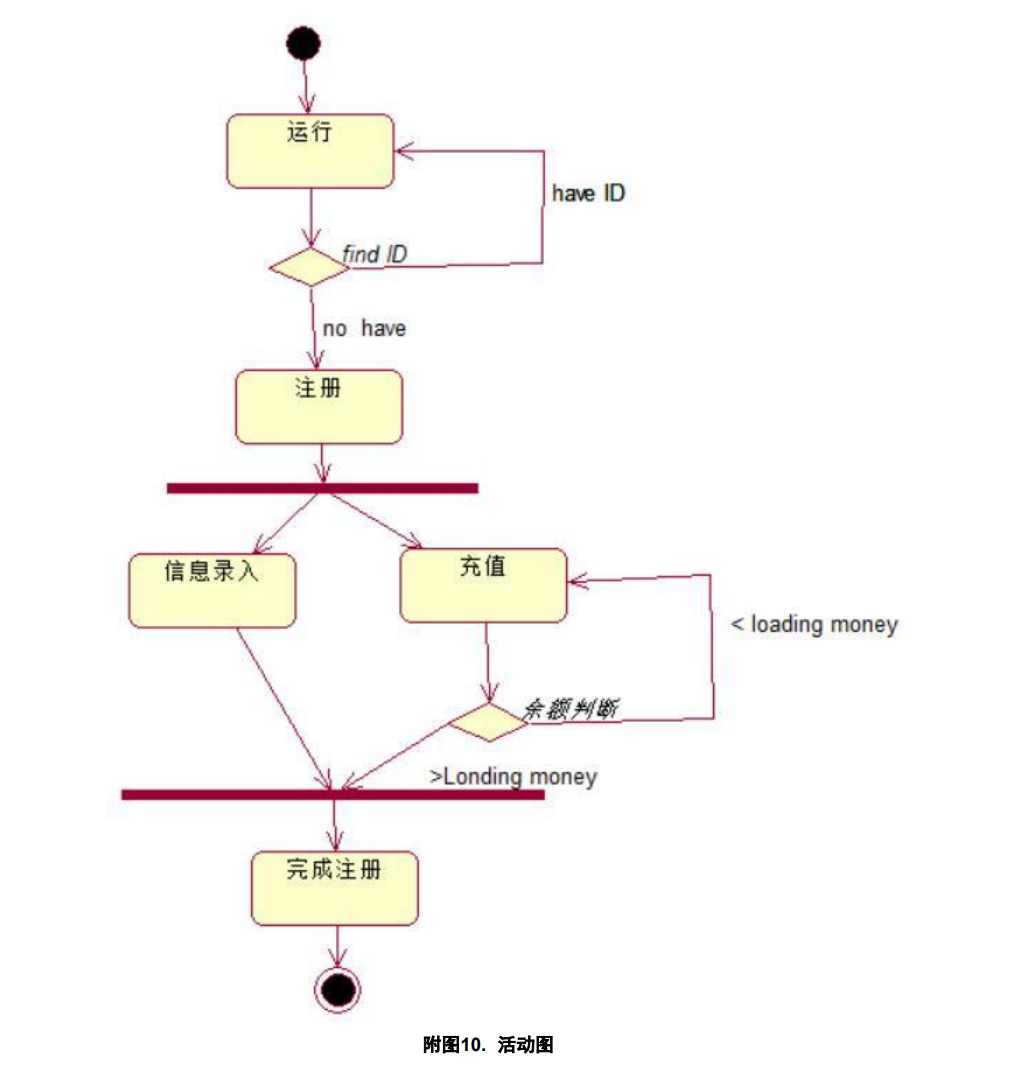 运行
have ID
find ID
no have
注册
信息录入
充值
< loading money
余额判断
>Londing money
完成注册
附图10. 活动图